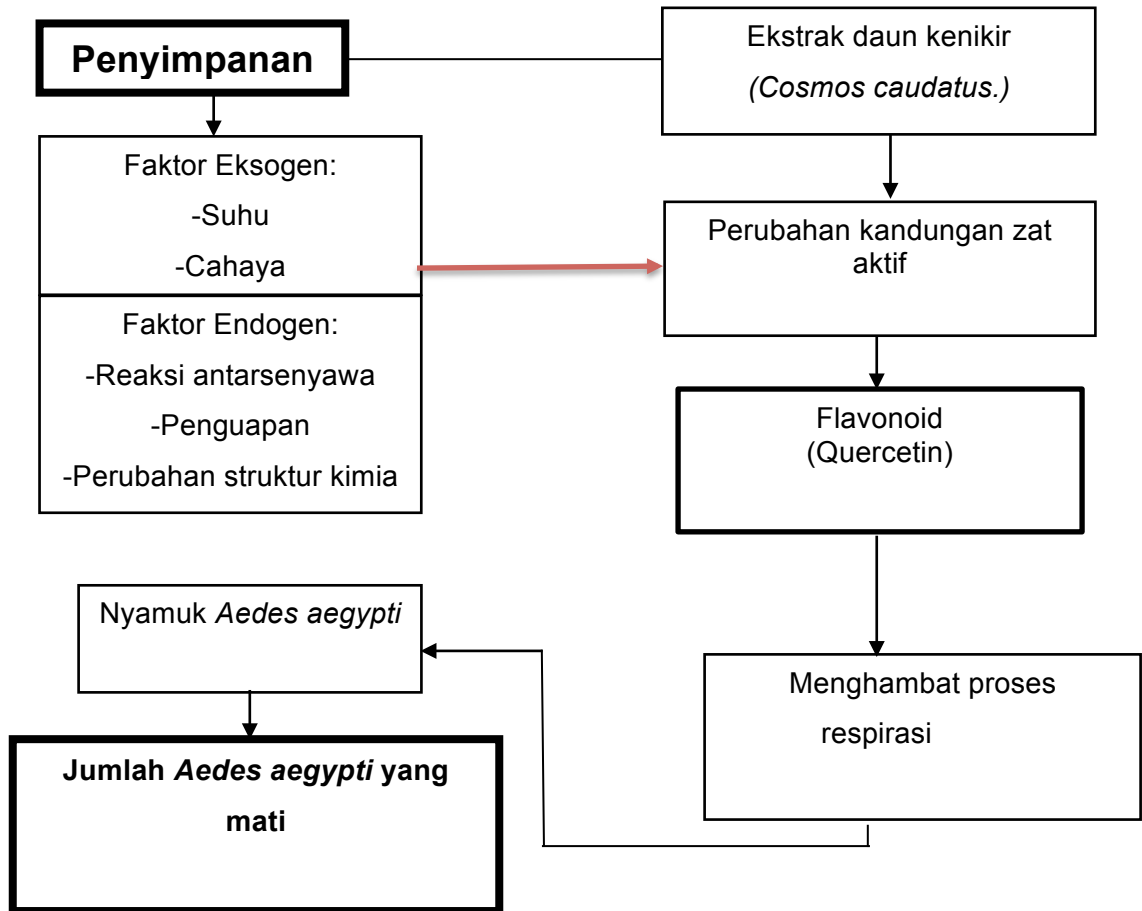 Penyimpanan
Ekstrak daun kenikir
(Cosmos caudatus.)
Faktor Eksogen:
-Suhu
-Cahaya
Faktor Endogen:
-Reaksi antarsenyawa
-Penguapan
-Perubahan struktur kimia
Perubahan kandungan zat
aktif
Flavonoid
(Quercetin)
Menghambat proses
respirasi
Nyamuk Aedes aegypti
Jumlah Aedes aegypti yang
mati